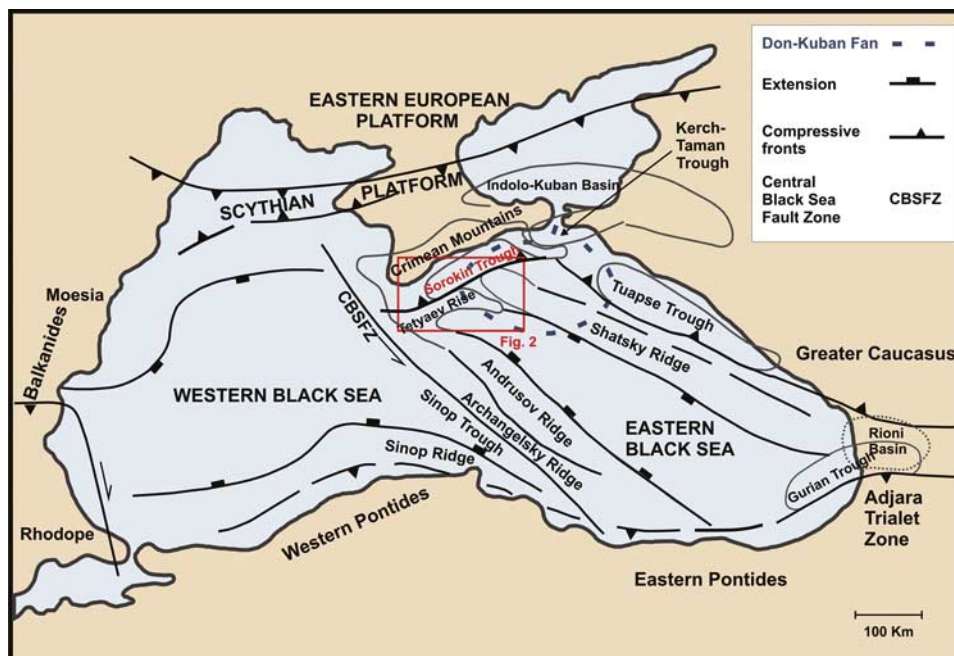 Don-Kuban Fan
Extension
Compressive
fronts
Central
Black Sea
Fault Zone
CBSFZ
EASTERN EUROPEAN
PLATFORM
Kerch-
Taman
Trough
SCYTHIAN
PLATFORM
Indolo-Kuban Basin
Crimean Mountains
Sorokin Trough
Tetyaev Rise
Fig. 2
Tuapse Trough
Shatsky Ridge
Greater Caucasus
Moesia
Balkanides
CBSFZ
WESTERN BLACK SEA
Andrusov Ridge
Archangelsky Ridge
Sinop Trough
Sinop Ridge
EASTERN
BLACK SEA
Rioni
Basin
Gurian Trough
Adjara
Trialet
Zone
Rhodope
Western Pontides
Eastern Pontides
100 Km